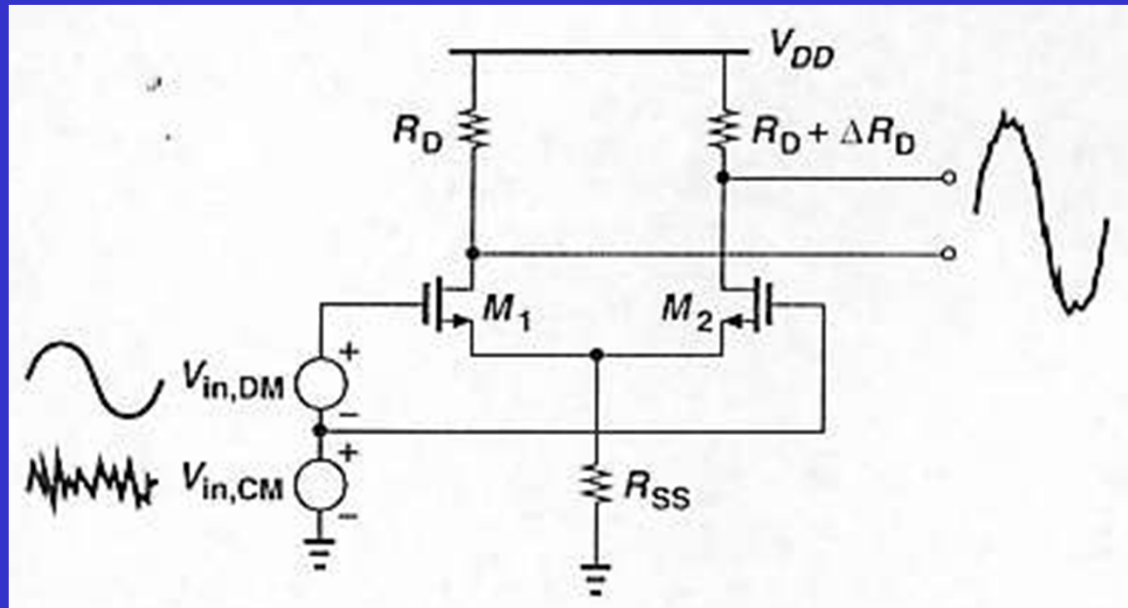 V_DD
R_D
R_D + ΔR_D
M_1
M_2
+
V_in,DM
−
+
V_in,CM
−
R_SS